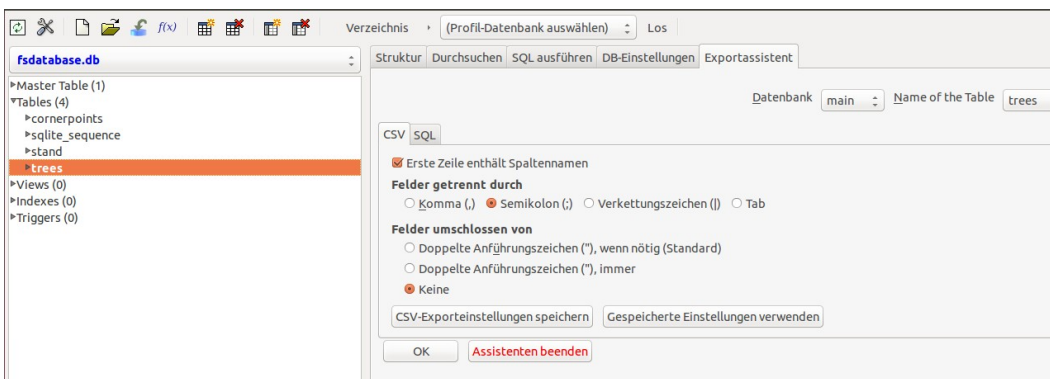 f(x) Verzeichnis (Profil-Datenbank auswählen) Los
fsdatabase.db
Master Table (1)
Tables (4)
cornerpoints
sqlite_sequence
stand
trees
Views (0)
Indexes (0)
Triggers (0)
Struktur Durchsuchen SQL ausführen DB-Einstellungen Exportassistent
Datenbank main Name of the Table trees
CSV SQL
Erste Zeile enthält Spaltennamen
Felder getrennt durch
Komma (,) Semikolon (;) Verkettungszeichen (|) Tab
Felder umschlossen von
Doppelte Anführungszeichen ("), wenn nötig (Standard)
Doppelte Anführungszeichen ("), immer
Keine
CSV-Exporteinstellungen speichern Gespeicherte Einstellungen verwenden
OK Assistenten beenden